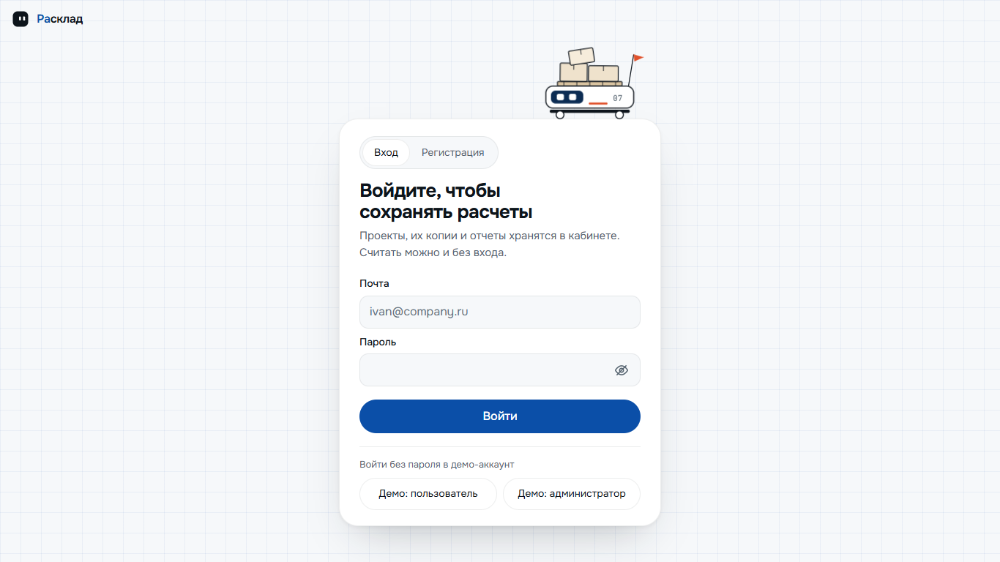 Расклад
07
Вход
Регистрация
Войдите, чтобы
сохранять расчеты
Проекты, их копии и отчеты хранятся в кабинете.
Считать можно и без входа.
Почта
ivan@company.ru
Пароль
Войти
Войти без пароля в демо-аккаунт
Демо: пользователь
Демо: администратор